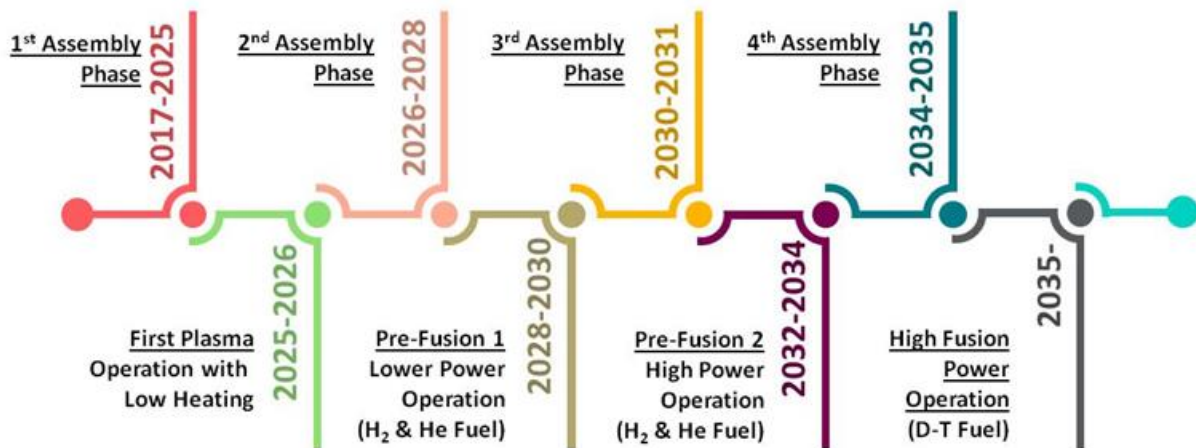 1st Assembly
Phase
2017-2025
2nd Assembly
Phase
2026-2028
3rd Assembly
Phase
2030-2031
4th Assembly
Phase
2034-2035
First Plasma
Operation with
Low Heating
2025-2026
Pre-Fusion 1
Lower Power
Operation
(H₂ & He Fuel)
2028-2030
Pre-Fusion 2
High Power
Operation
(H₂ & He Fuel)
2032-2034
High Fusion
Power
Operation
(D-T Fuel)
2035-